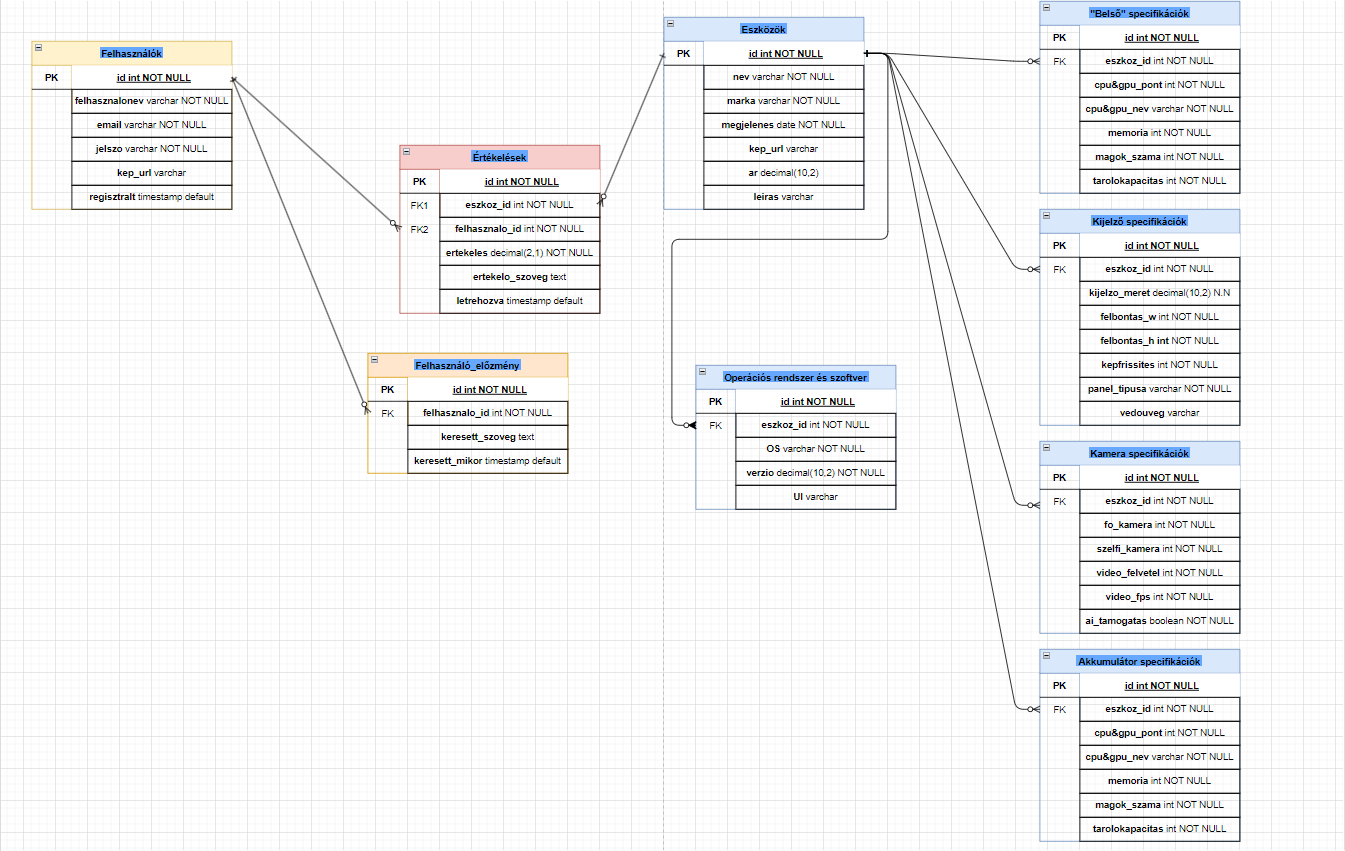 Felhasználók
PK id int NOT NULL
felhasznalonev varchar NOT NULL
email varchar NOT NULL
jelszo varchar NOT NULL
kep_url varchar
regisztralt timestamp default
Értékelések
PK id int NOT NULL
FK1 eszkoz_id int NOT NULL
FK2 felhasznalo_id int NOT NULL
ertekeles decimal(2,1) NOT NULL
ertekelo_szoveg text
letrehozva timestamp default
Felhasználó_előzmény
PK id int NOT NULL
FK felhasznalo_id int NOT NULL
keresett_szoveg text
keresett_mikor timestamp default
Eszközök
PK id int NOT NULL
nev varchar NOT NULL
marka varchar NOT NULL
megjelenes date NOT NULL
kep_url varchar
ar decimal(10,2)
leiras varchar
Operációs rendszer és szoftver
PK id int NOT NULL
FK eszkoz_id int NOT NULL
OS varchar NOT NULL
verzio decimal(10,2) NOT NULL
UI varchar
"Belső" specifikációk
PK id int NOT NULL
FK eszkoz_id int NOT NULL
cpu&gpu_pont int NOT NULL
cpu&gpu_nev varchar NOT NULL
memoria int NOT NULL
magok_szama int NOT NULL
tarolokapacitas int NOT NULL
Kijelző specifikációk
PK id int NOT NULL
FK eszkoz_id int NOT NULL
kijelzo_meret decimal(10,2) N.N
felbontas_w int NOT NULL
felbontas_h int NOT NULL
kepfrissites int NOT NULL
panel_tipusa varchar NOT NULL
vedouveg varchar
Kamera specifikációk
PK id int NOT NULL
FK eszkoz_id int NOT NULL
fo_kamera int NOT NULL
szelfi_kamera int NOT NULL
video_felvetel int NOT NULL
video_fps int NOT NULL
ai_tamogatas boolean NOT NULL
Akkumulátor specifikációk
PK id int NOT NULL
FK eszkoz_id int NOT NULL
cpu&gpu_pont int NOT NULL
cpu&gpu_nev varchar NOT NULL
memoria int NOT NULL
magok_szama int NOT NULL
tarolokapacitas int NOT NULL